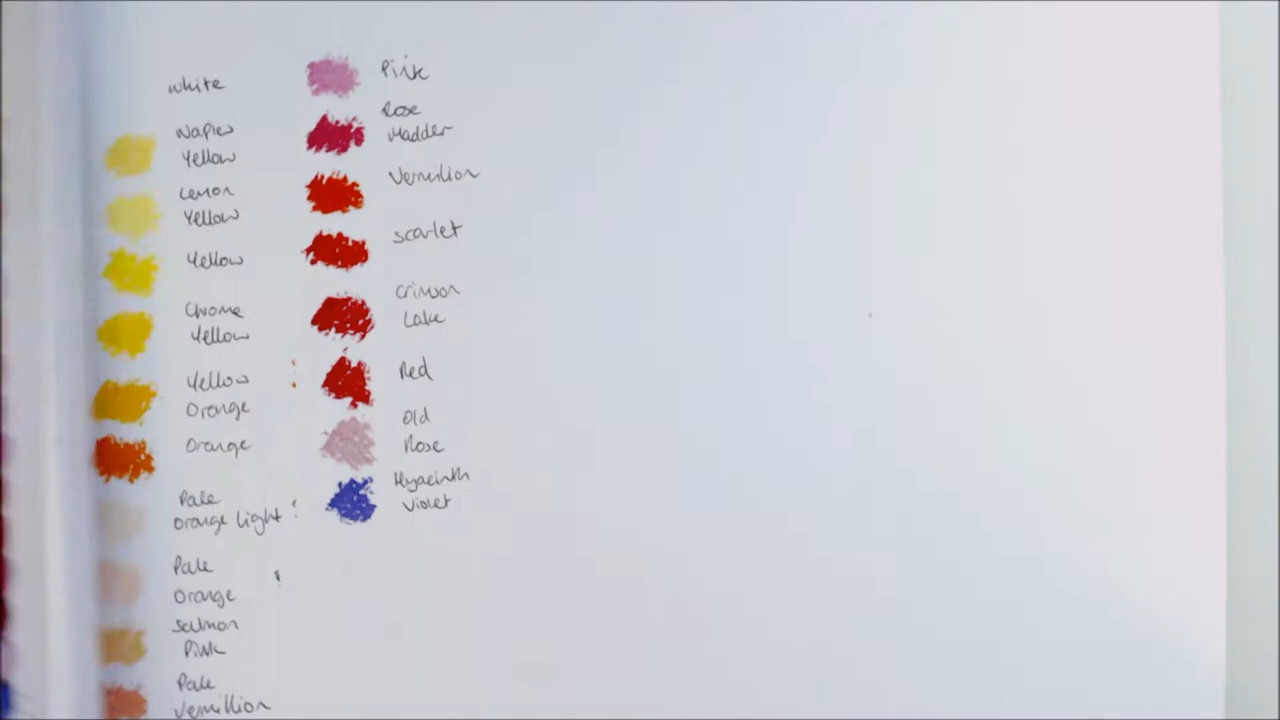 white
Naples
Yellow
Lemon
Yellow
Yellow
Chrome
Yellow
Yellow
Orange
Orange
Pale
orange light
Pale
Orange
Salmon
Pink
Pale
Vermillion
Pink
Rose
Madder
Vermilion
scarlet
Crimson
Lake
Red
Old
Rose
Hyacinth
Violet